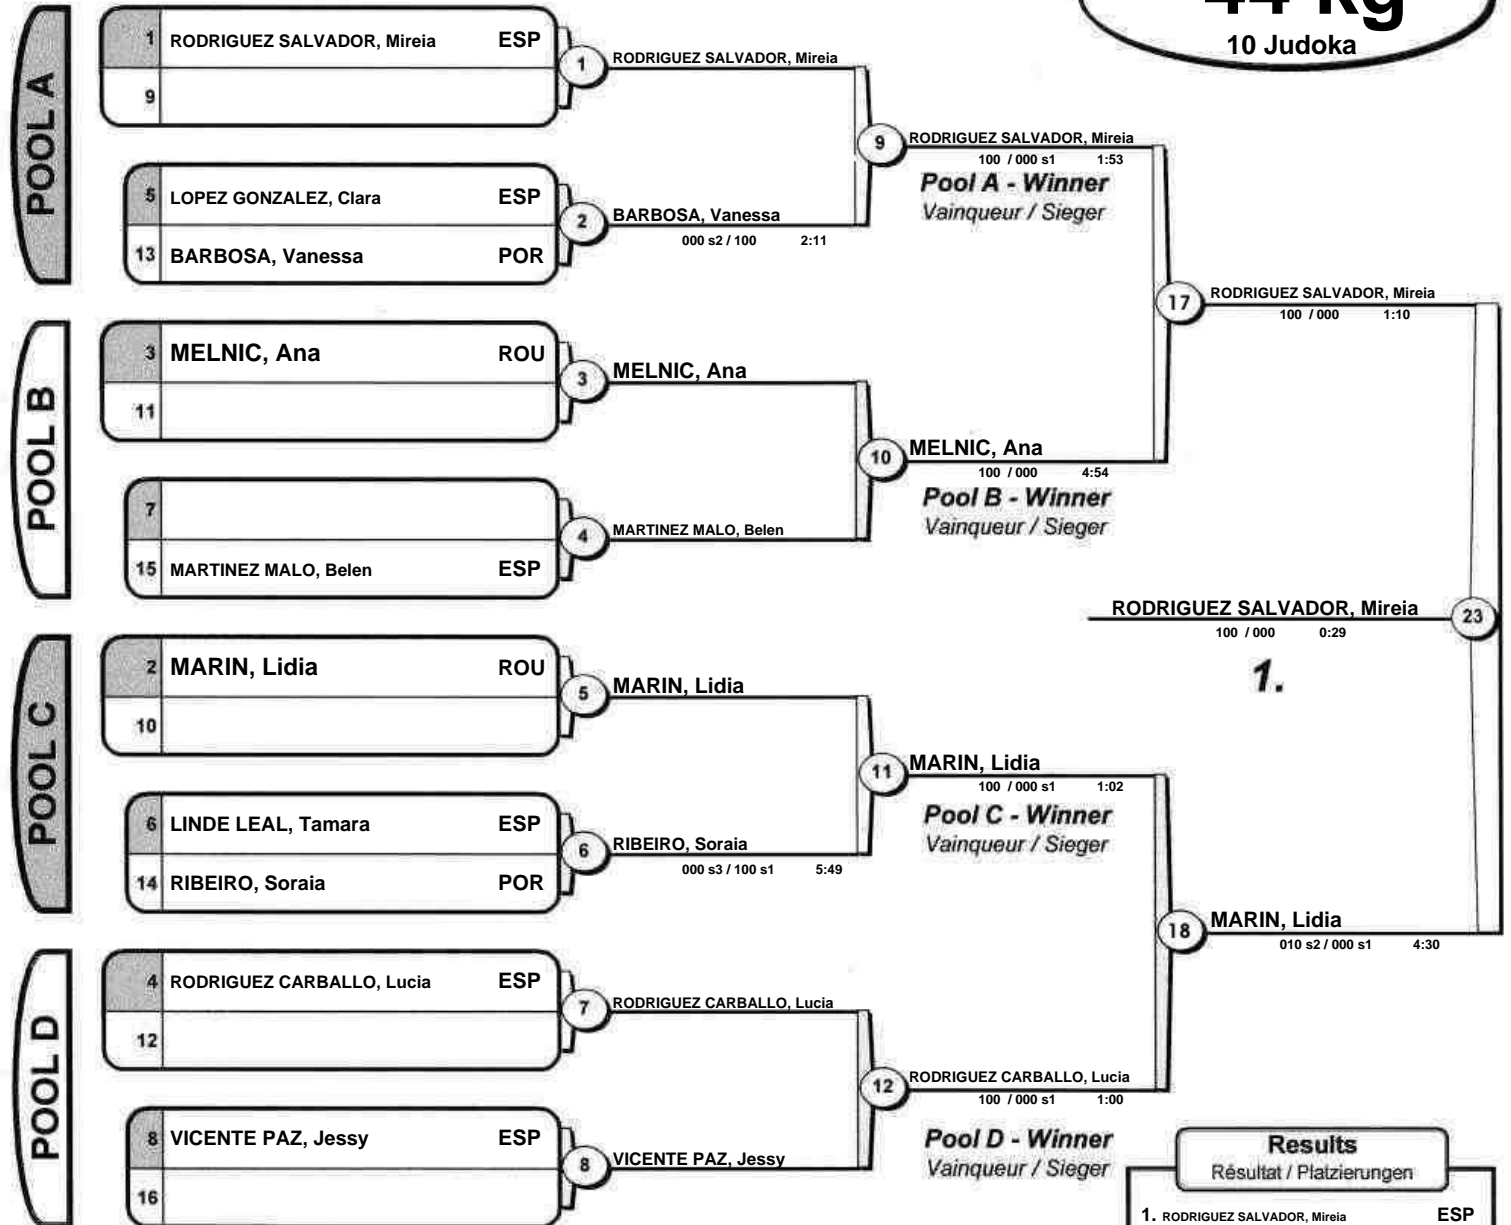 44 kg
10 Judoka
POOL A
1 RODRIGUEZ SALVADOR, Mireia ESP
9
1 RODRIGUEZ SALVADOR, Mireia
5 LOPEZ GONZALEZ, Clara ESP
13 BARBOSA, Vanessa POR
2 BARBOSA, Vanessa
000 s2 / 100 2:11
9 RODRIGUEZ SALVADOR, Mireia
100 / 000 s1 1:53
Pool A - Winner
Vainqueur / Sieger
POOL B
3 MELNIC, Ana ROU
11
3 MELNIC, Ana
7
15 MARTINEZ MALO, Belen ESP
4 MARTINEZ MALO, Belen
10 MELNIC, Ana
100 / 000 4:54
Pool B - Winner
Vainqueur / Sieger
17 RODRIGUEZ SALVADOR, Mireia
100 / 000 1:10
RODRIGUEZ SALVADOR, Mireia 23
100 / 000 0:29
1.
POOL C
2 MARIN, Lidia ROU
10
5 MARIN, Lidia
6 LINDE LEAL, Tamara ESP
14 RIBEIRO, Soraia POR
6 RIBEIRO, Soraia
000 s3 / 100 s1 5:49
11 MARIN, Lidia
100 / 000 s1 1:02
Pool C - Winner
Vainqueur / Sieger
18 MARIN, Lidia
010 s2 / 000 s1 4:30
POOL D
4 RODRIGUEZ CARBALLO, Lucia ESP
12
7 RODRIGUEZ CARBALLO, Lucia
8 VICENTE PAZ, Jessy ESP
16
8 VICENTE PAZ, Jessy
12 RODRIGUEZ CARBALLO, Lucia
100 / 000 s1 1:00
Pool D - Winner
Vainqueur / Sieger
Results
Résultat / Platzierungen
1. RODRIGUEZ SALVADOR, Mireia ESP